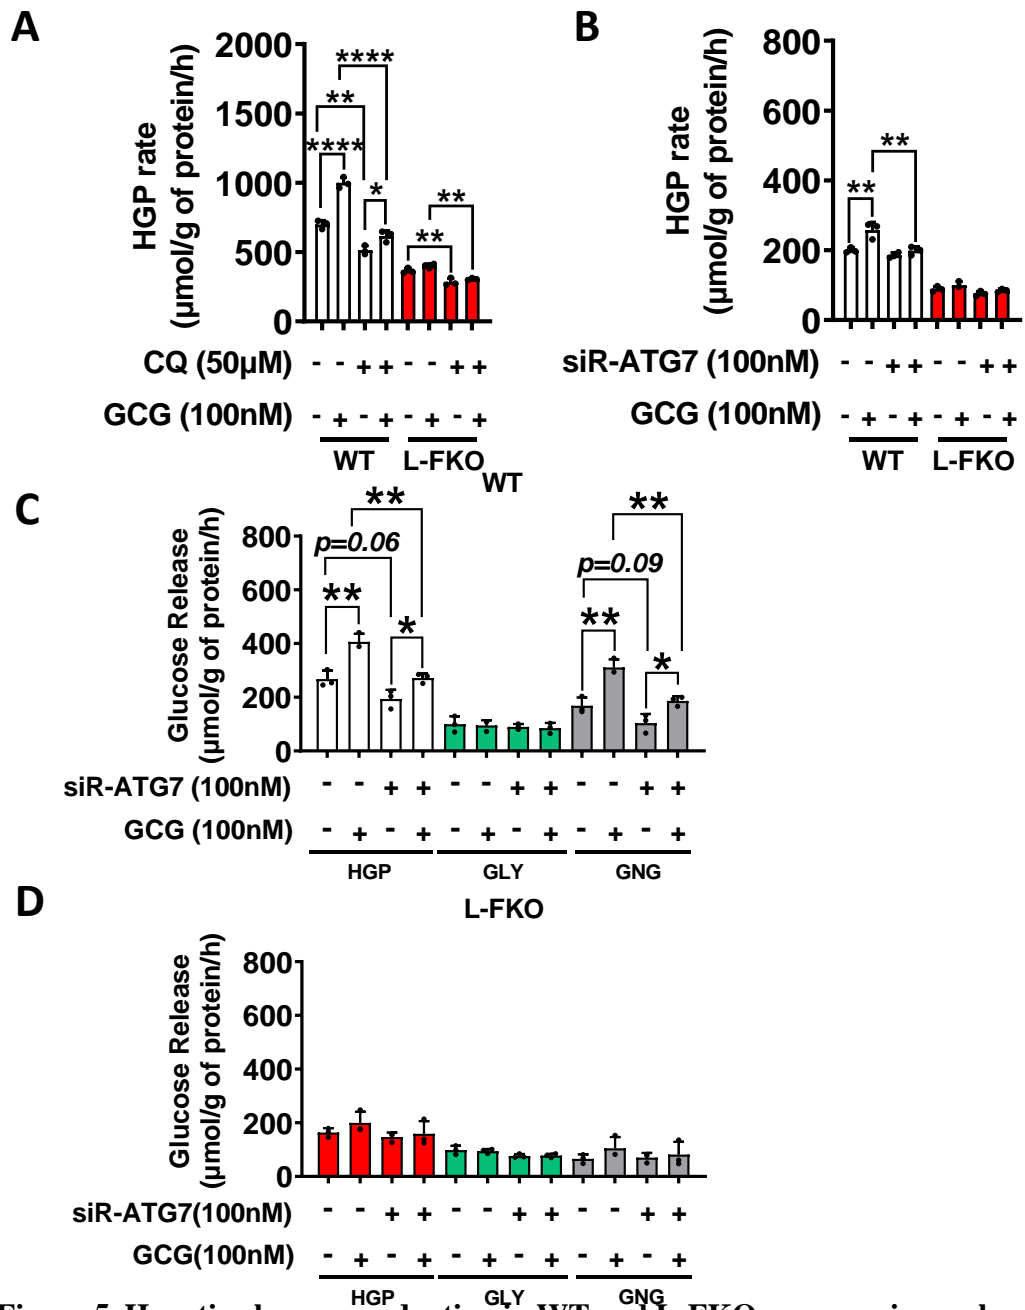 A
HGP rate
(µmol/g of protein/h)
2000
1500
1000
500
0
****
**
****
*
**
**
CQ (50µM) - - + + - - + +
GCG (100nM) - + - + - + - +
WT L-FKO
B
HGP rate
(µmol/g of protein/h)
800
600
400
200
0
**
**
siR-ATG7 (100nM) - - + + - - + +
GCG (100nM) - + - + - + - +
WT L-FKO
WT
C
Glucose Release
(µmol/g of protein/h)
800
600
400
200
0
**
p=0.06
**
*
**
p=0.09
**
*
siR-ATG7 (100nM) - - + + - - + + - - + +
GCG (100nM) - + - + - + - + - + - +
HGP GLY GNG
D
L-FKO
Glucose Release
(µmol/g of protein/h)
800
600
400
200
0
siR-ATG7(100nM) - - + + - - + + - - + +
GCG(100nM) - + - + - + - + - + - +
HGP GLY GNG